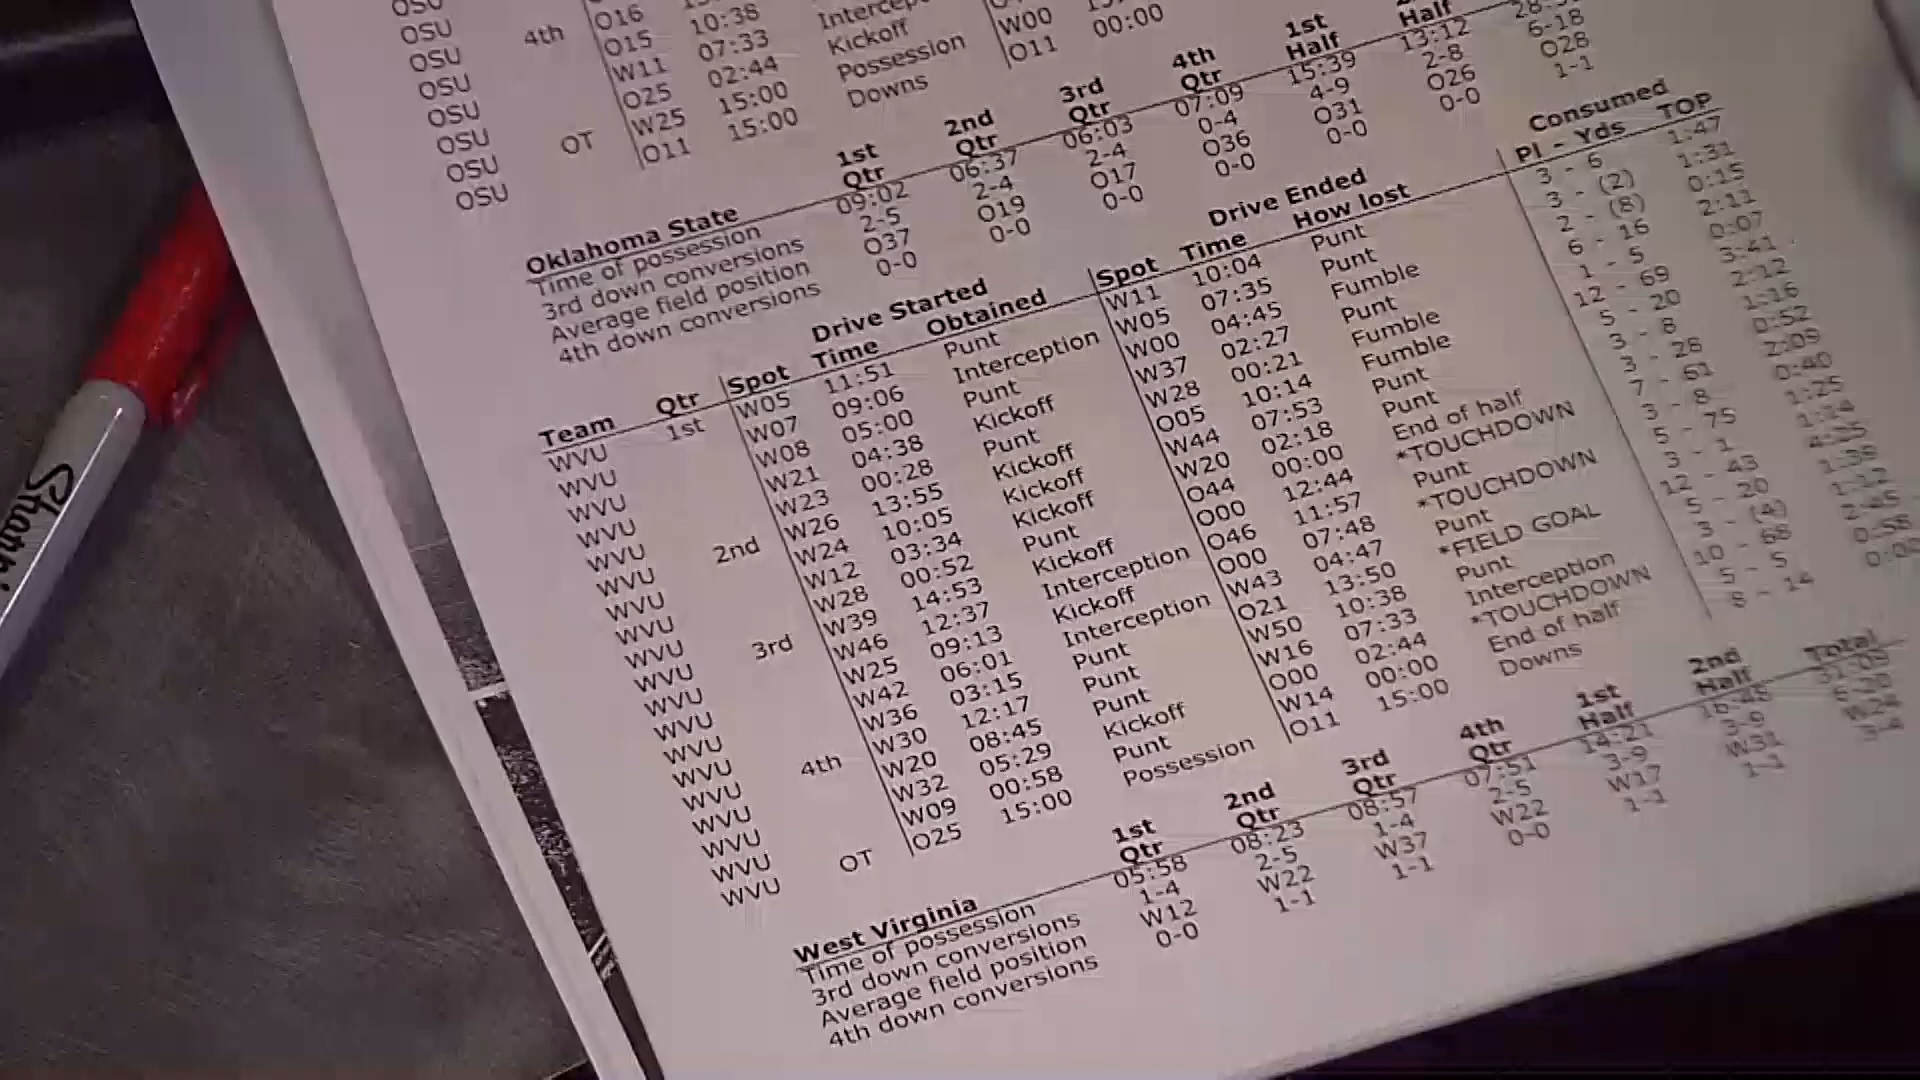 OSU
OSU 4th O16 10:38 Kickoff W00 00:00
OSU O15 07:33 Possession O11
OSU W11 02:44 Downs
OSU O25 15:00
OSU OT W25 15:00
OSU O11
OSU
1st Qtr 2nd Qtr 3rd Qtr 4th Qtr 1st Half Half
Oklahoma State
Time of possession 09:02 06:37 06:03 07:09 15:39 13:12
3rd down conversions 2-5 2-4 2-4 0-4 4-9 2-8 6-18
Average field position O37 O19 O17 O36 O31 O26 O28
4th down conversions 0-0 0-0 0-0 0-0 0-0 0-0 1-1
Drive Started Drive Ended Consumed
Team Qtr Spot Time Obtained Spot Time How lost Pl - Yds TOP
WVU 1st W05 11:51 Punt W11 10:04 Punt 3 - 6 1:47
WVU W07 09:06 Interception W05 07:35 Punt 3 - (2) 1:31
WVU W08 05:00 Punt W00 04:45 Fumble 2 - (8) 0:15
WVU W21 04:38 Kickoff W37 02:27 Punt 6 - 16 2:11
WVU W23 00:28 Punt W28 00:21 Fumble 1 - 5 0:07
WVU 2nd W26 13:55 Kickoff O05 10:14 Fumble 12 - 69 3:41
WVU W24 10:05 Kickoff W44 07:53 Punt 5 - 20 2:12
WVU W12 03:34 Kickoff W20 02:18 Punt 3 - 8 1:16
WVU W28 00:52 Punt O44 00:00 End of half 3 - 28 0:52
WVU 3rd W39 14:53 Kickoff O00 12:44 *TOUCHDOWN 7 - 61 2:09
WVU W46 12:37 Interception O46 11:57 Punt 3 - 8 0:40
WVU W25 09:13 Kickoff O00 07:48 *TOUCHDOWN 5 - 75 1:25
WVU W42 06:01 Interception W43 04:47 Punt 3 - 1 1:14
WVU W36 03:15 Punt O21 13:50 *FIELD GOAL 12 - 43 4:25
WVU 4th W30 12:17 Punt W50 10:38 Punt 5 - 20 1:39
WVU W20 08:45 Punt W16 07:33 Interception 3 - (4) 1:12
WVU W32 05:29 Kickoff O00 02:44 *TOUCHDOWN 10 - 68 2:45
WVU W09 00:58 Punt W14 00:00 End of half 5 - 5 0:58
WVU OT O25 15:00 Possession O11 15:00 Downs 8 - 14
1st Qtr 2nd Qtr 3rd Qtr 4th Qtr 1st Half 2nd Half Total
West Virginia
Time of possession 05:58 08:23 08:57 07:51 14:21 16:48 31:09
3rd down conversions 1-4 2-5 1-4 2-5 3-9 3-9
Average field position W12 W22 W37 W22 W17 W31 W24
4th down conversions 0-0 1-1 1-1 0-0 1-1 1-1